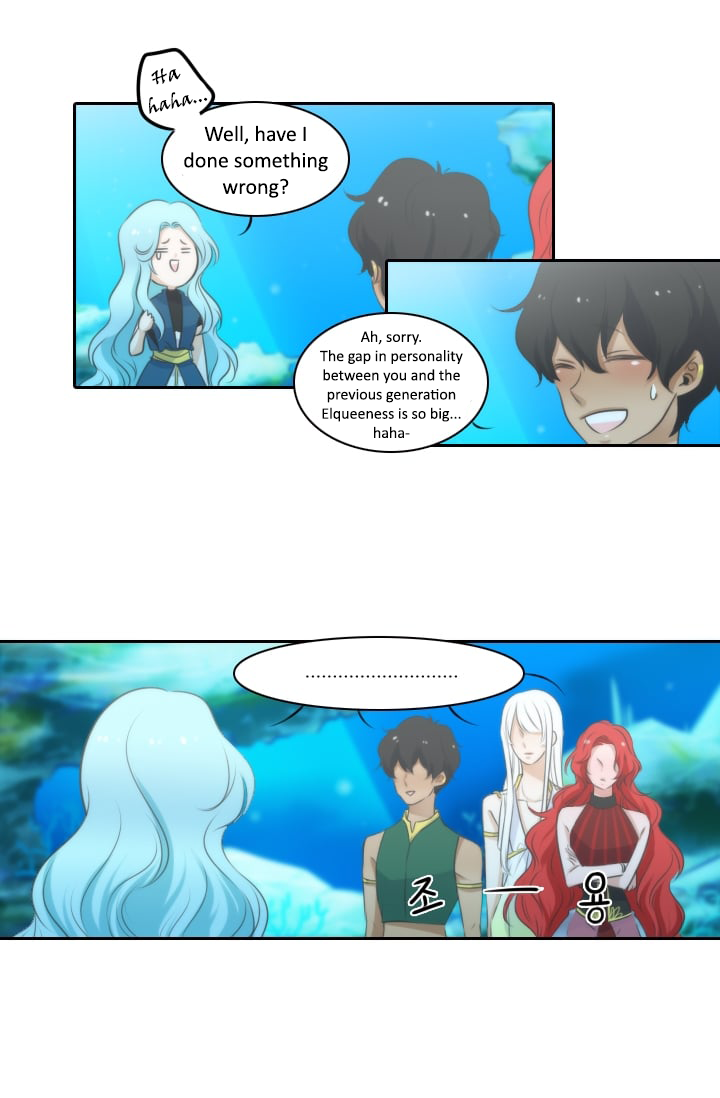 Ha
haha...
Well, have I
done something
wrong?
Ah, sorry.
The gap in personality
between you and the
previous generation
Elqueeness is so big...
haha-
............................
조 — 용